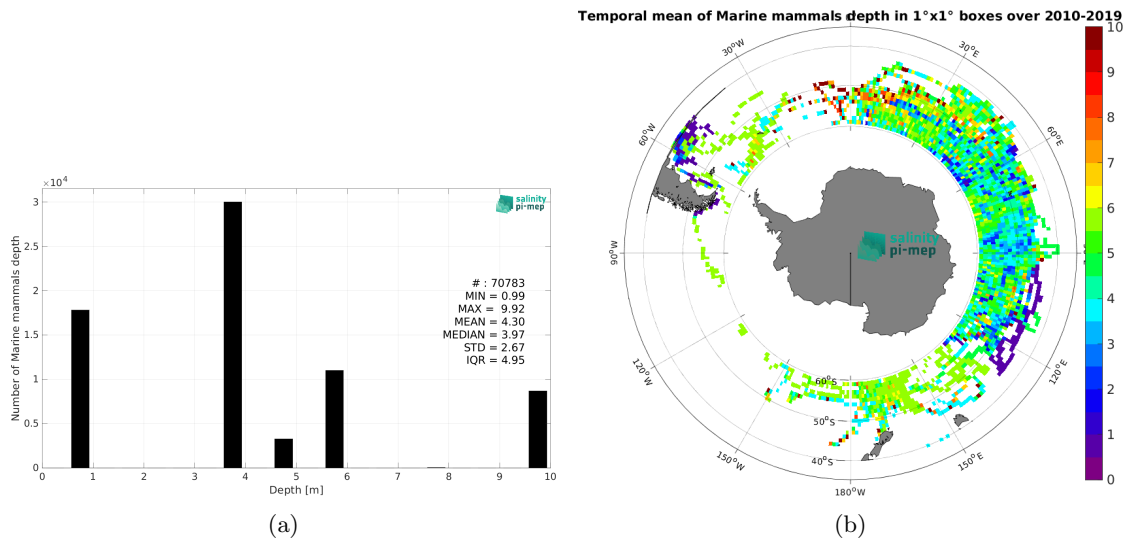 Temporal mean of Marine mammals depth in 1°x1° boxes over 2010-2019
×10⁴
3
2.5
2
1.5
1
0.5
0
Number of Marine mammals depth
0 1 2 3 4 5 6 7 8 9 10
Depth [m]
salinity
pi-mep
# : 70783
MIN = 0.99
MAX = 9.92
MEAN = 4.30
MEDIAN = 3.97
STD = 2.67
IQR = 4.95
(a)
30°W
30°E
60°W
60°E
90°W
120°W
120°E
150°W
150°E
180°W
60°S
50°S
40°S
salinity
pi-mep
10
9
8
7
6
5
4
3
2
1
0
(b)